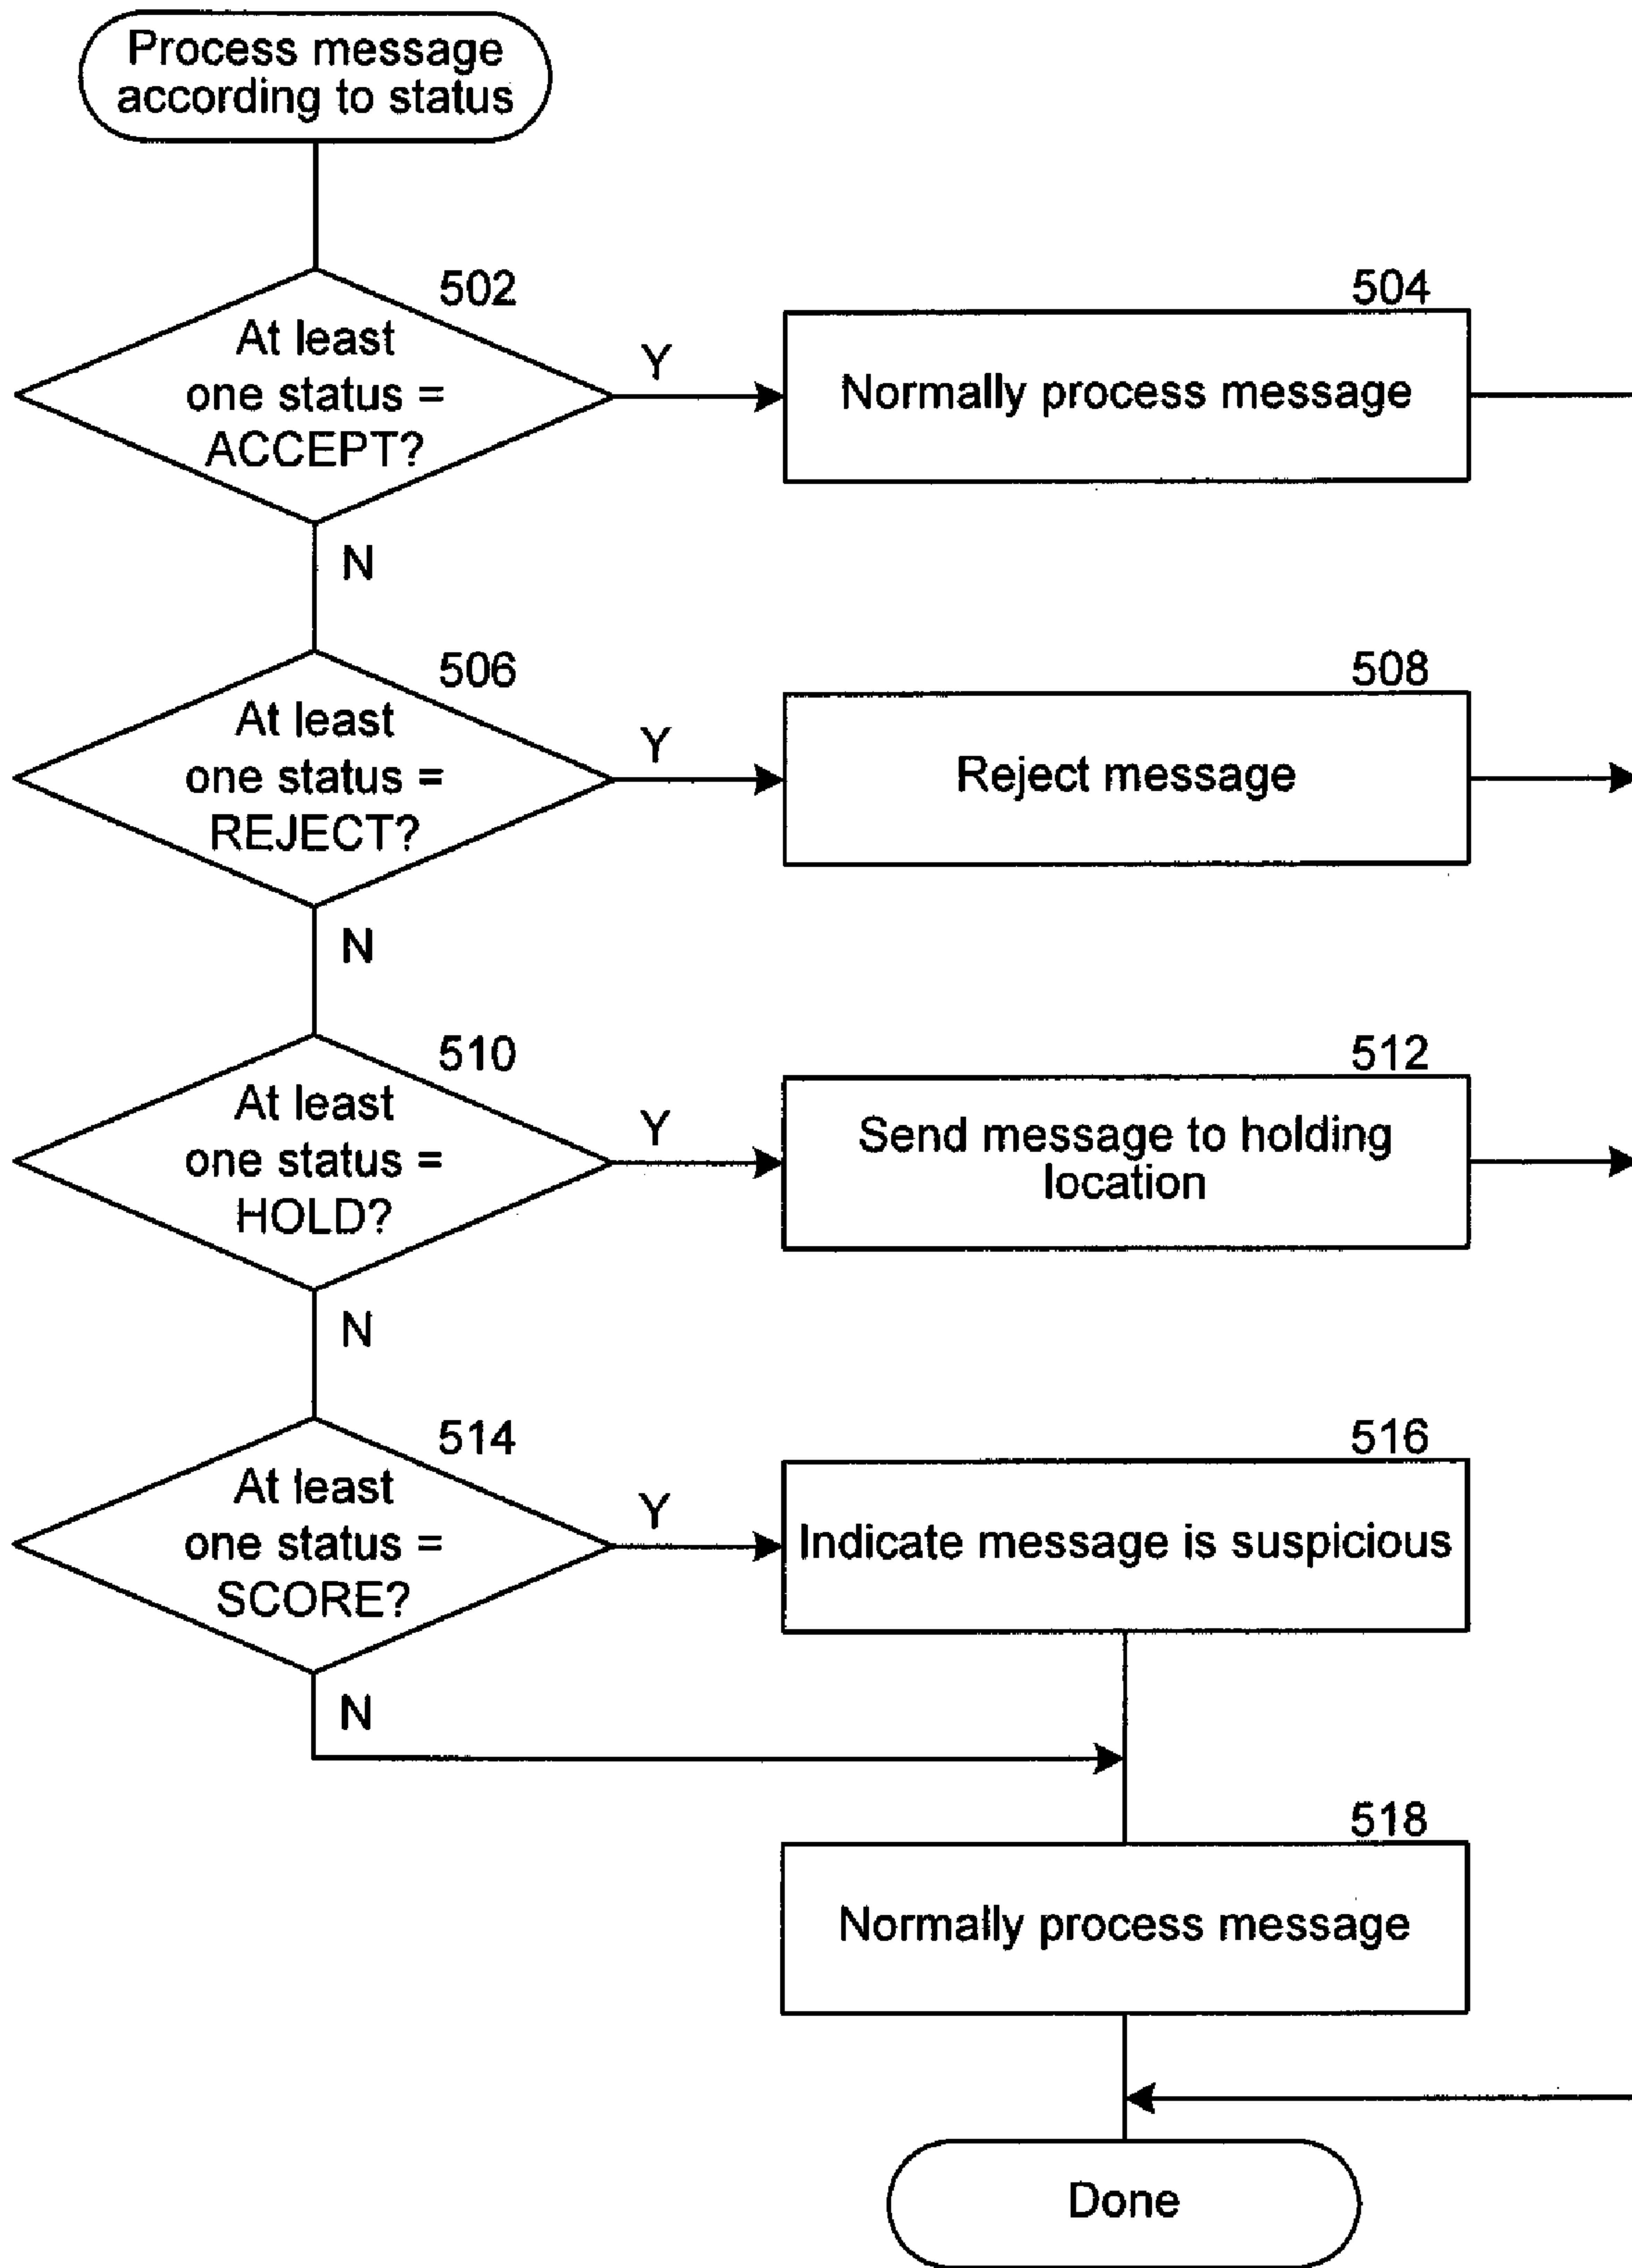 Process message
according to status
502
At least
one status =
ACCEPT?
Y
504
Normally process message
N
506
At least
one status =
REJECT?
Y
508
Reject message
N
510
At least
one status =
HOLD?
Y
512
Send message to holding
location
N
514
At least
one status =
SCORE?
Y
516
Indicate message is suspicious
N
518
Normally process message
Done